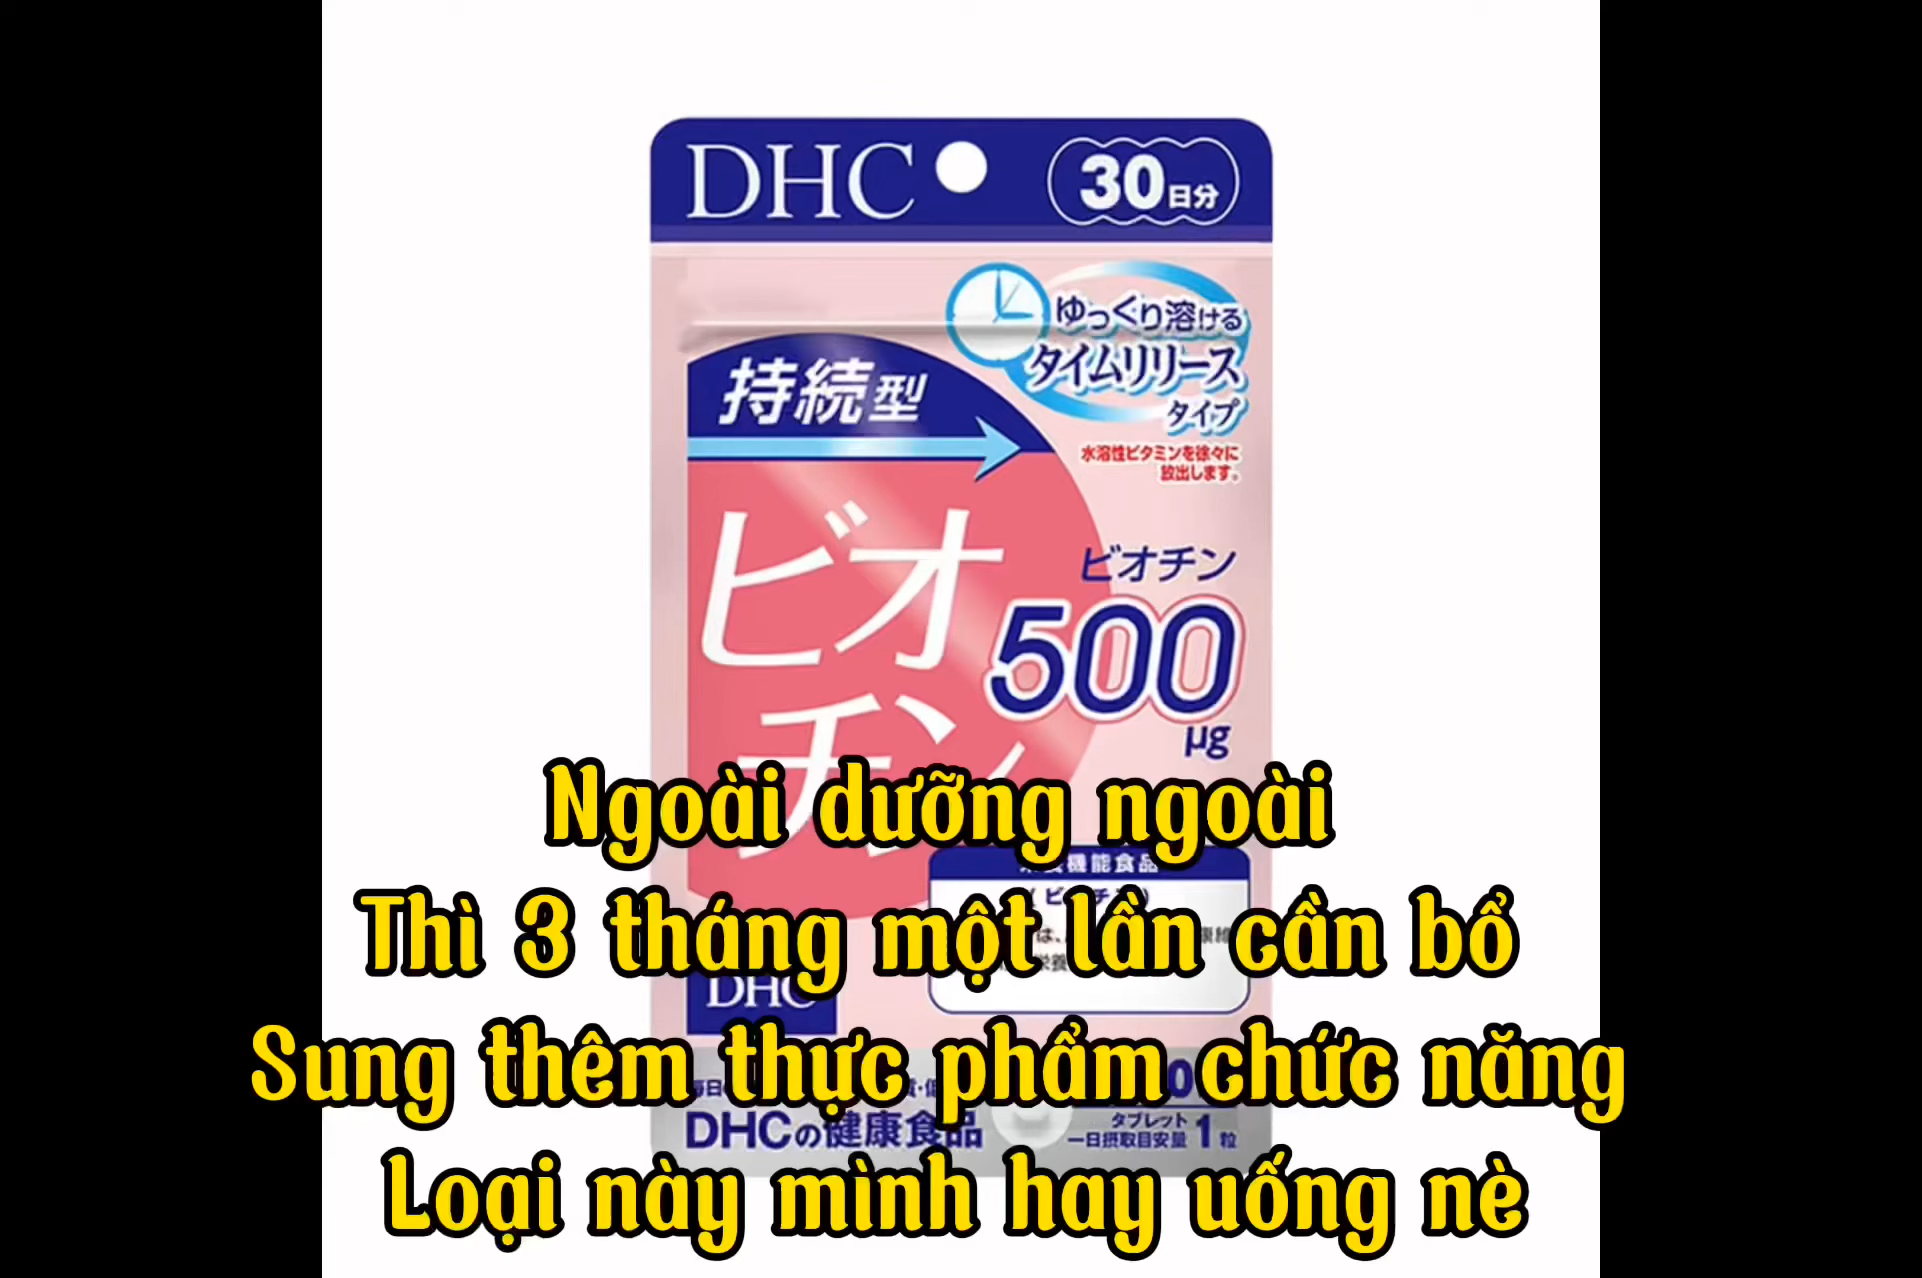 DHC
30日分
ゆっくり溶ける
タイムリリース
タイプ
水溶性ビタミンを徐々に
放出します。
持続型
ビオ
チン
ビオチン
500
µg
機能食品
DHC
DHCの健康食品
タブレット
一日摂取目安量 1粒
Ngoài dưỡng ngoài
Thì 3 tháng một lần cần bổ
Sung thêm thực phẩm chức năng
Loại này mình hay uống nè